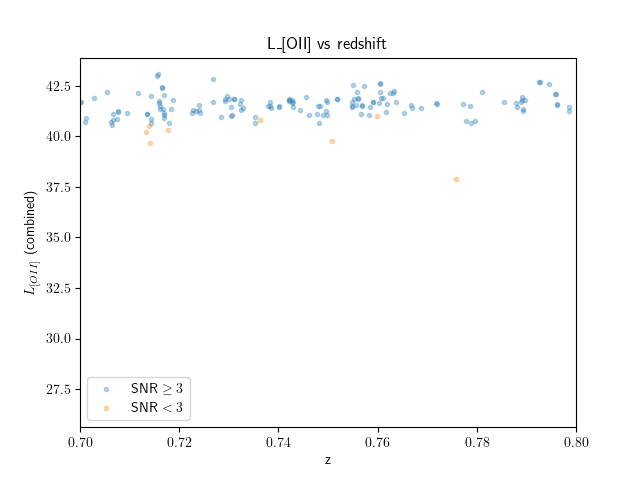 L_[OII] vs redshift
42.5
40.0
37.5
35.0
32.5
30.0
27.5
L[OII] (combined)
SNR ≥ 3
SNR < 3
0.70 0.72 0.74 0.76 0.78 0.80
z